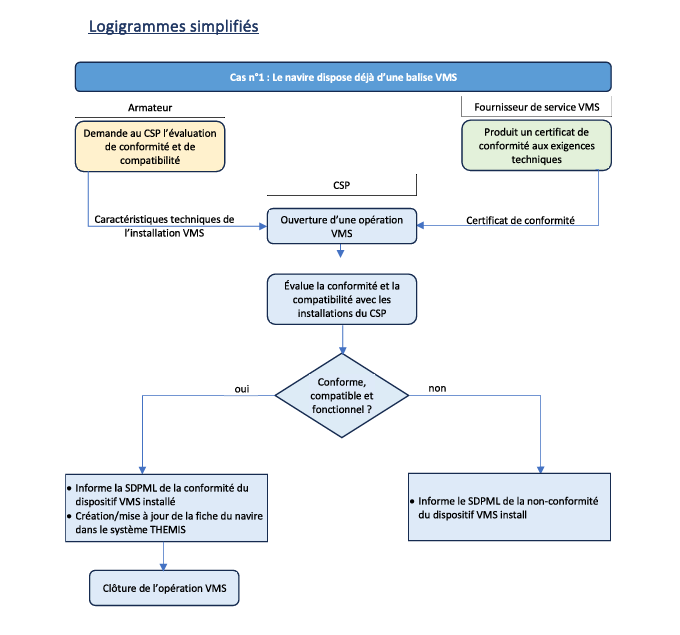 Logigrammes simplifiés
Cas n°1 : Le navire dispose déjà d'une balise VMS
Armateur
Fournisseur de service VMS
Demande au CSP l'évaluation
de conformité et de
compatibilité
Produit un certificat de
conformité aux exigences
techniques
CSP
Caractéristiques techniques de
l'installation VMS
Ouverture d'une opération
VMS
Certificat de conformité
Évalue la conformité et la
compatibilité avec les
installations du CSP
Conforme,
compatible et
fonctionnel ?
oui
non
• Informe la SDPML de la conformité du
dispositif VMS installé
• Création/mise à jour de la fiche du navire
dans le système THEMIS
• Informe le SDPML de la non-conformité
du dispositif VMS install
Clôture de l'opération VMS